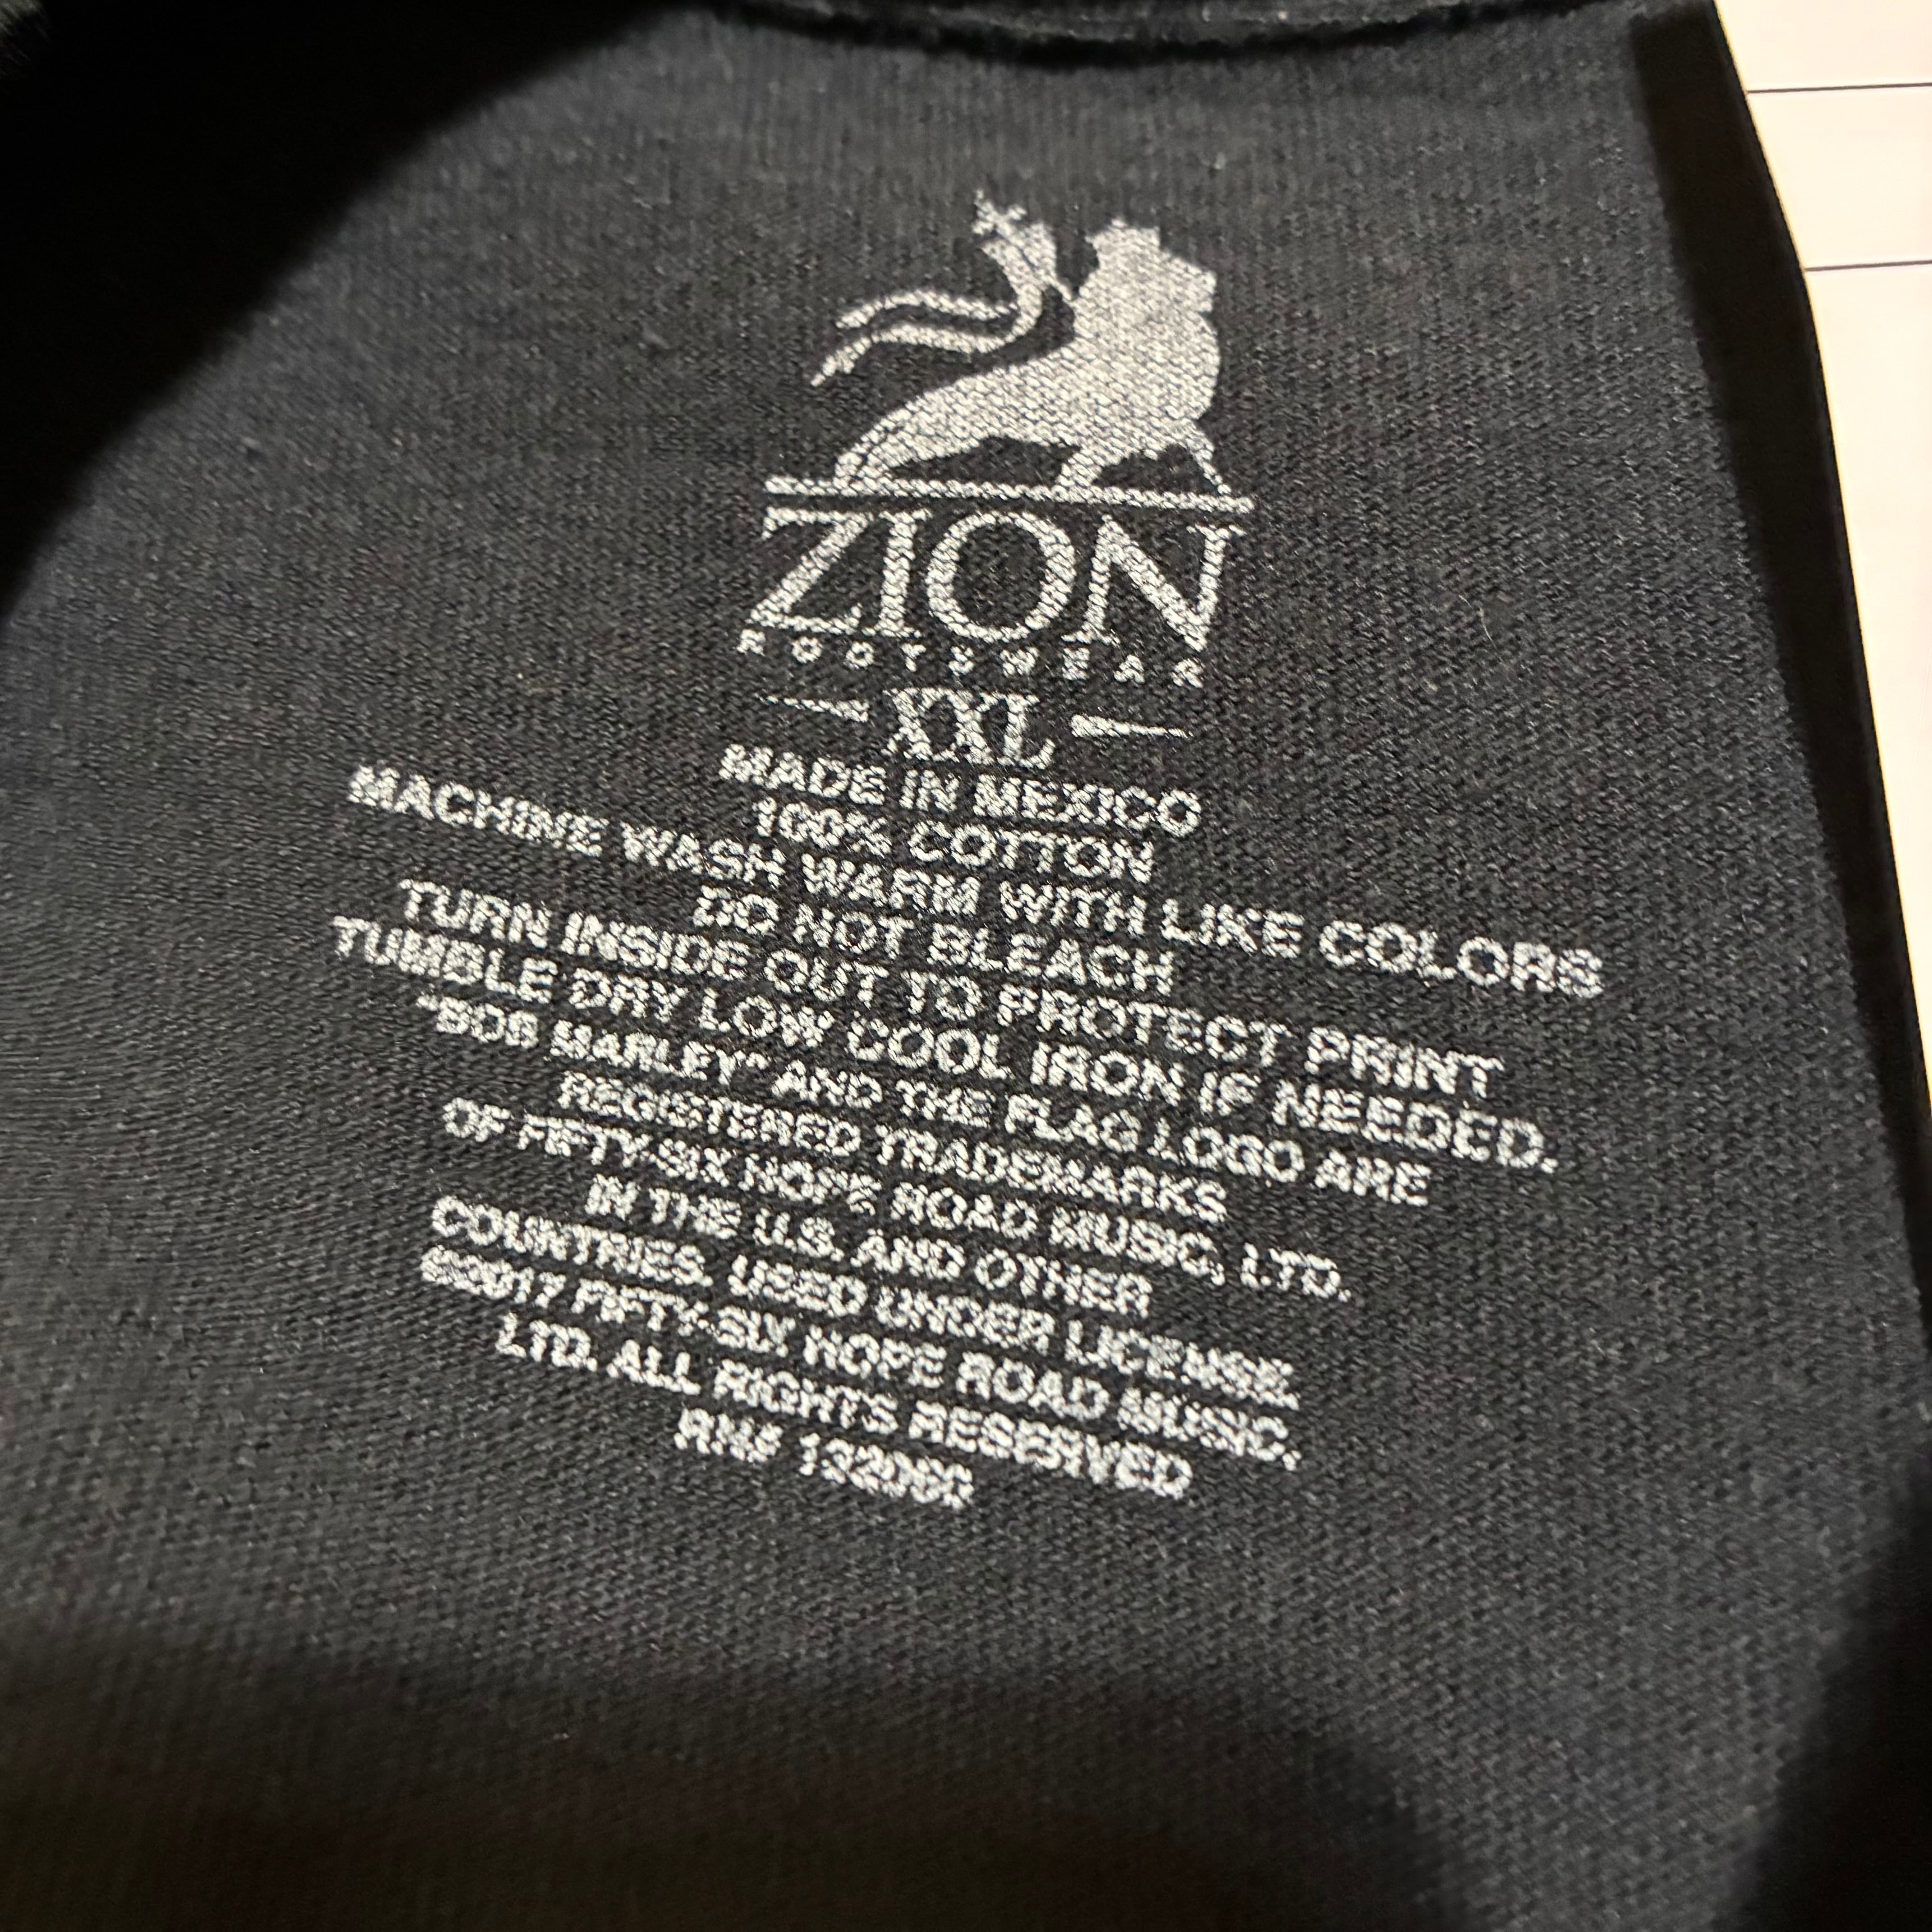 ZION
ROOTSWEAR
XXL
MADE IN MEXICO
100% COTTON
MACHINE WASH WARM WITH LIKE COLORS
DO NOT BLEACH
TURN INSIDE OUT TO PROTECT PRINT
TUMBLE DRY LOW COOL IRON IF NEEDED.
"BOB MARLEY" AND THE FLAG LOGO ARE
REGISTERED TRADEMARKS
OF FIFTY-SIX HOPE ROAD MUSIC, LTD.
IN THE U.S. AND OTHER
COUNTRIES. USED UNDER LICENSE.
©2017 FIFTY-SIX HOPE ROAD MUSIC,
LTD. ALL RIGHTS RESERVED
RN#